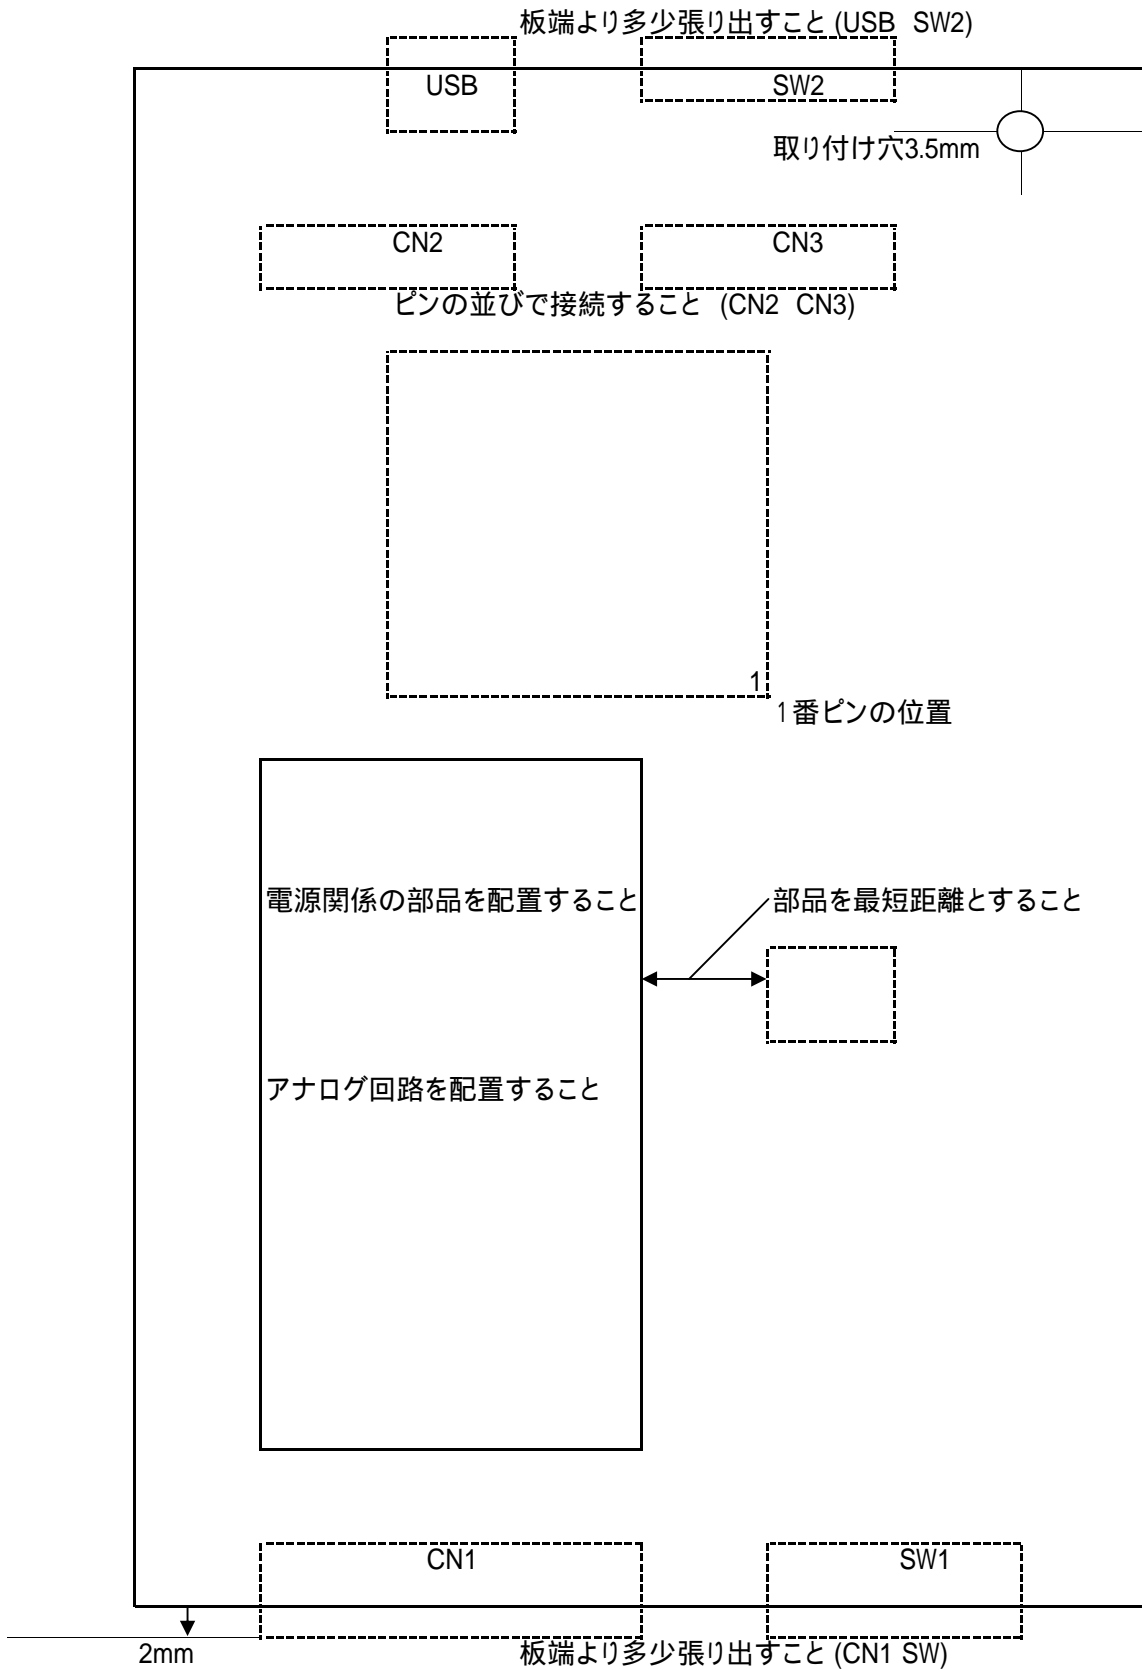 板端より多少張り出すこと (USB SW2)
USB
SW2
取り付け穴3.5mm
CN2
CN3
ピンの並びで接続すること (CN2 CN3)
1
1番ピンの位置
電源関係の部品を配置すること
部品を最短距離とすること
アナログ回路を配置すること
CN1
SW1
2mm
板端より多少張り出すこと (CN1 SW)